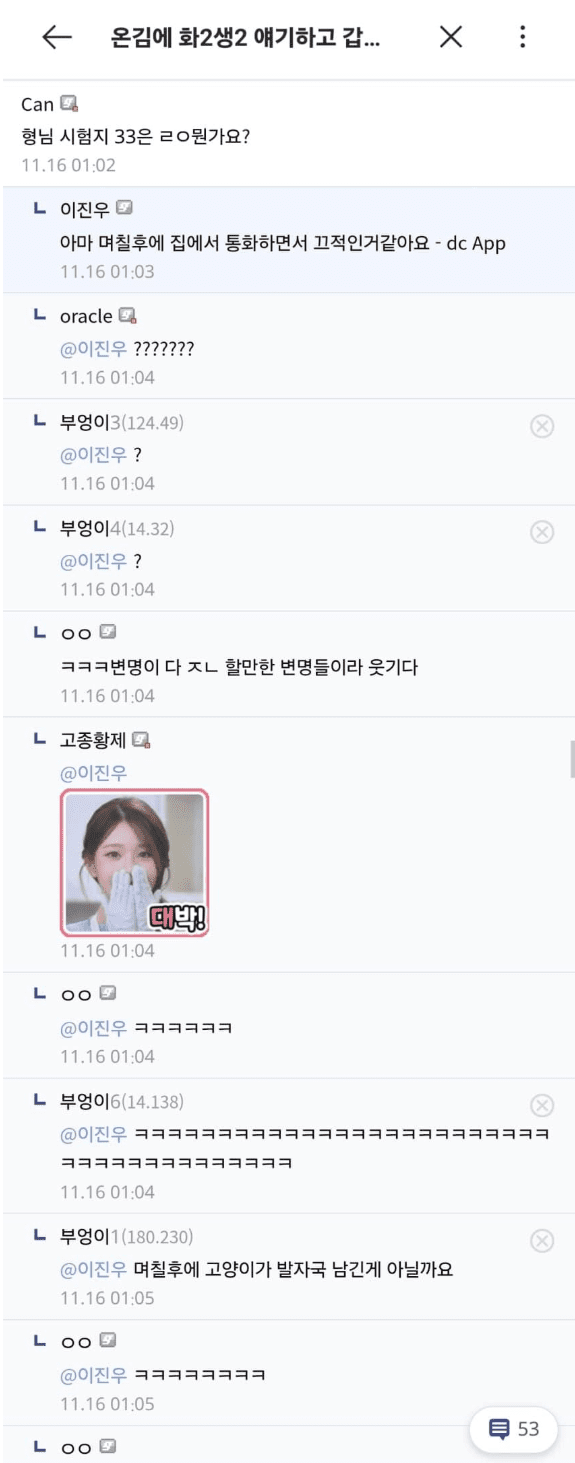 온김에 화2생2 얘기하고 갑...
Can
형님 시험지 33은 ㄹㅇ뭔가요?
11.16 01:02
이진우
아마 며칠후에 집에서 통화하면서 끄적인거같아요 - dc App
11.16 01:03
oracle
@이진우 ???????
11.16 01:04
부엉이3(124.49)
@이진우 ?
11.16 01:04
부엉이4(14.32)
@이진우 ?
11.16 01:04
ㅇㅇ
ㅋㅋㅋ변명이 다 ㅈㄴ 할만한 변명들이라 웃기다
11.16 01:04
고종황제
@이진우
대박!
11.16 01:04
ㅇㅇ
@이진우 ㅋㅋㅋㅋㅋㅋ
11.16 01:04
부엉이6(14.138)
@이진우 ㅋㅋㅋㅋㅋㅋㅋㅋㅋㅋㅋㅋㅋㅋㅋㅋㅋㅋㅋㅋㅋㅋㅋㅋㅋ
ㅋㅋㅋㅋㅋㅋㅋㅋㅋㅋㅋㅋㅋㅋ
11.16 01:04
부엉이1(180.230)
@이진우 며칠후에 고양이가 발자국 남긴게 아닐까요
11.16 01:05
ㅇㅇ
@이진우 ㅋㅋㅋㅋㅋㅋㅋㅋ
11.16 01:05
53
ㅇㅇ